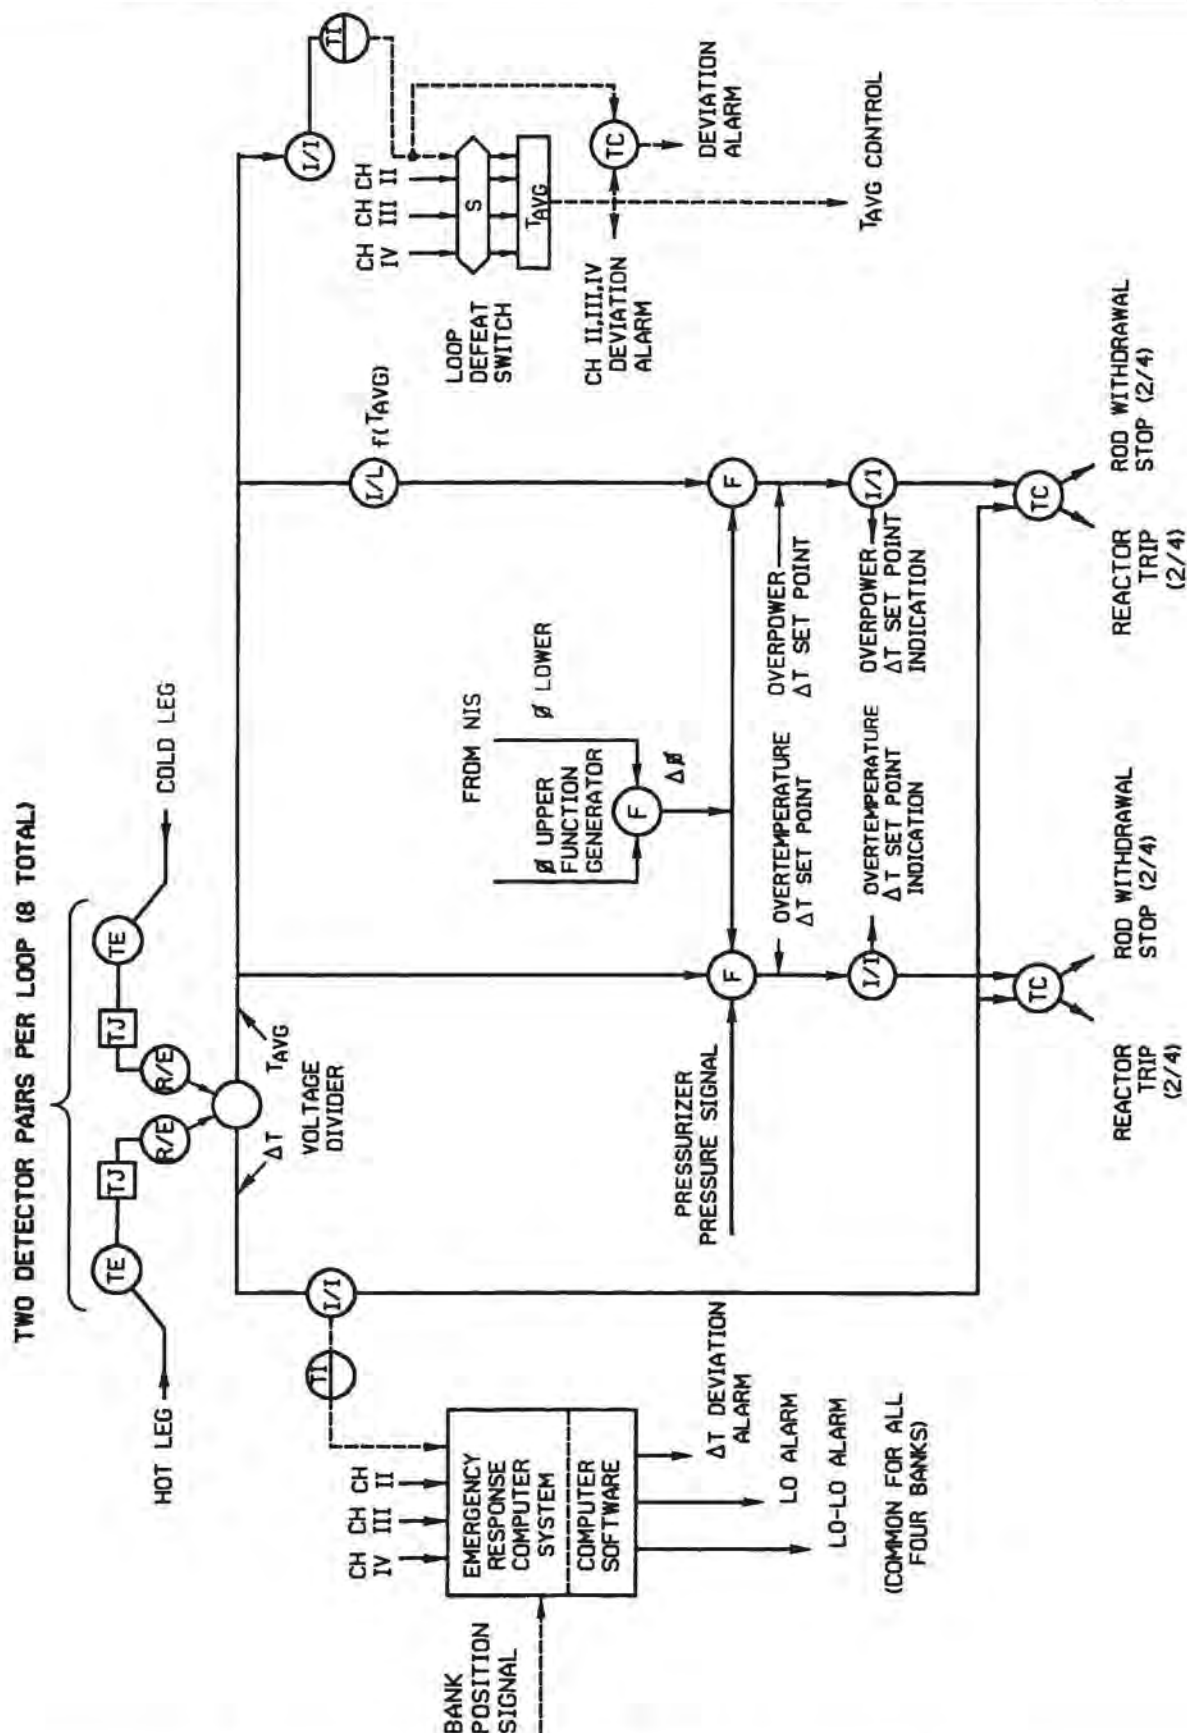 TWO DETECTOR PAIRS PER LOOP (8 TOTAL)
HOT LEG
TE
TJ
R/E
R/E
TJ
TE
COLD LEG
ΔT
VOLTAGE
DIVIDER
TAVG
I/I
TI
CH CH CH
IV III II
BANK
POSITION
SIGNAL
EMERGENCY
RESPONSE
COMPUTER
SYSTEM
COMPUTER
SOFTWARE
ΔT DEVIATION
ALARM
LO ALARM
LO-LO ALARM
(COMMON FOR ALL
FOUR BANKS)
PRESSURIZER
PRESSURE SIGNAL
F
FROM NIS
Ø UPPER
FUNCTION
GENERATOR
Ø LOWER
F
ΔØ
I/L
f(TAVG)
F
OVERTEMPERATURE
ΔT SET POINT
OVERPOWER
ΔT SET POINT
I/I
OVERTEMPERATURE
ΔT SET POINT
INDICATION
OVERPOWER
ΔT SET POINT
INDICATION
I/I
TC
TC
REACTOR
TRIP
(2/4)
ROD WITHDRAWAL
STOP (2/4)
REACTOR
TRIP
(2/4)
ROD WITHDRAWAL
STOP (2/4)
I/I
TI
CH CH CH
IV III II
LOOP
DEFEAT
SWITCH
S
TAVG
TC
CH II,III,IV
DEVIATION
ALARM
DEVIATION
ALARM
TAVG CONTROL